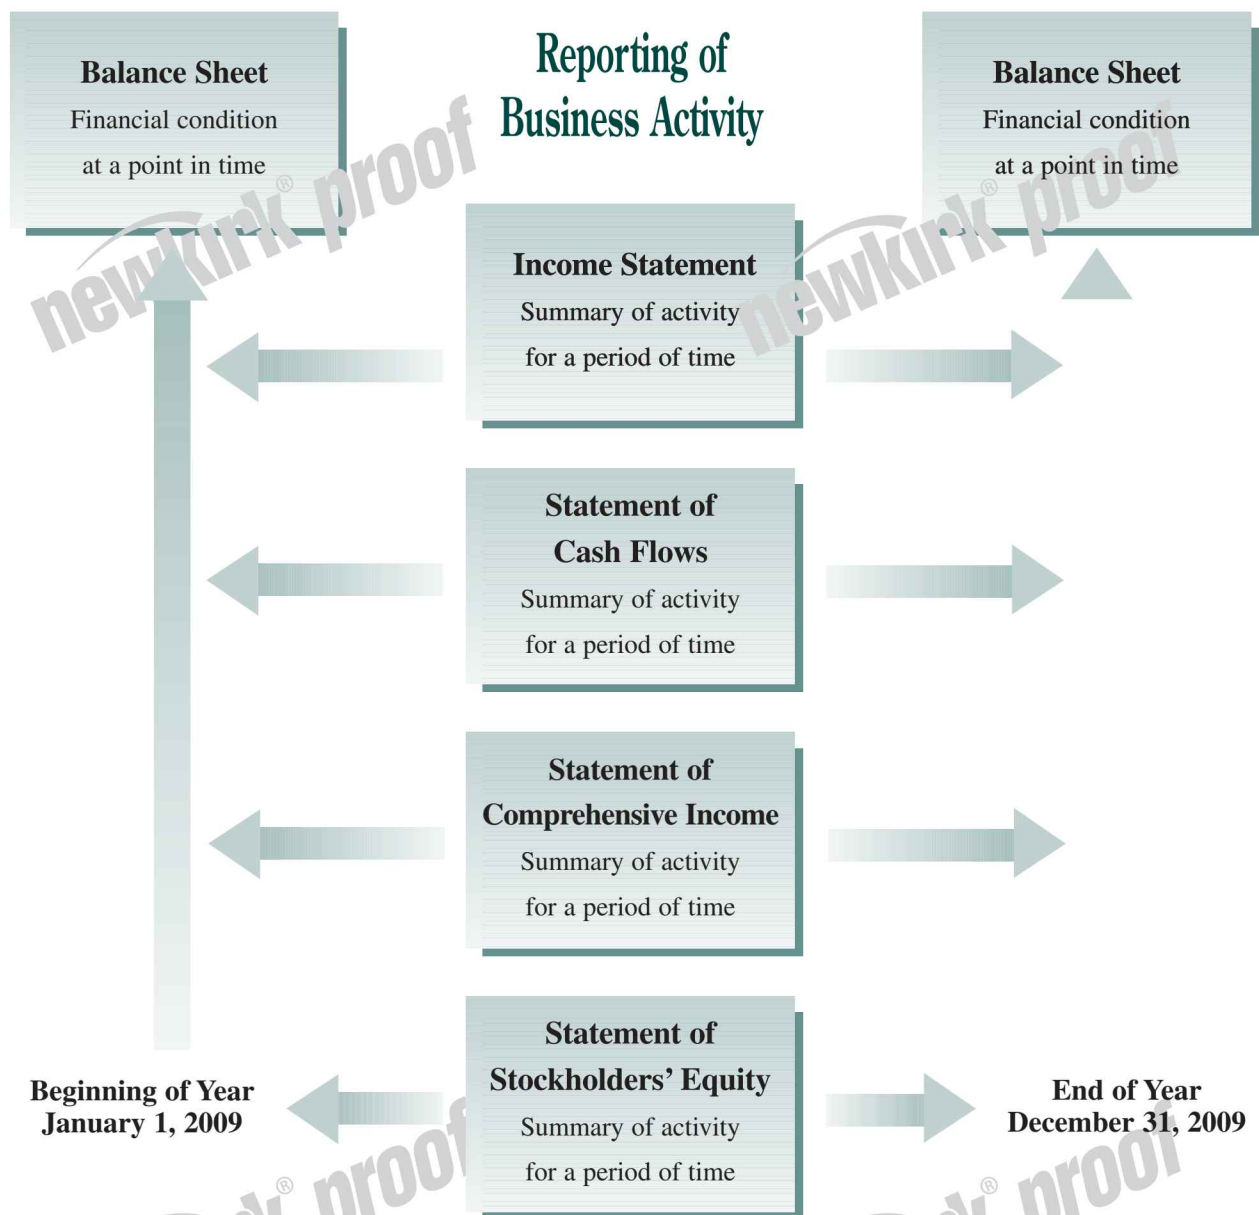 Balance Sheet
Financial condition
at a point in time
Reporting of
Business Activity
Balance Sheet
Financial condition
at a point in time
newkirk® proof
newkirk® proof
Income Statement
Summary of activity
for a period of time
Statement of
Cash Flows
Summary of activity
for a period of time
Statement of
Comprehensive Income
Summary of activity
for a period of time
Beginning of Year
January 1, 2009
Statement of
Stockholders’ Equity
Summary of activity
for a period of time
End of Year
December 31, 2009
® proof
® proof